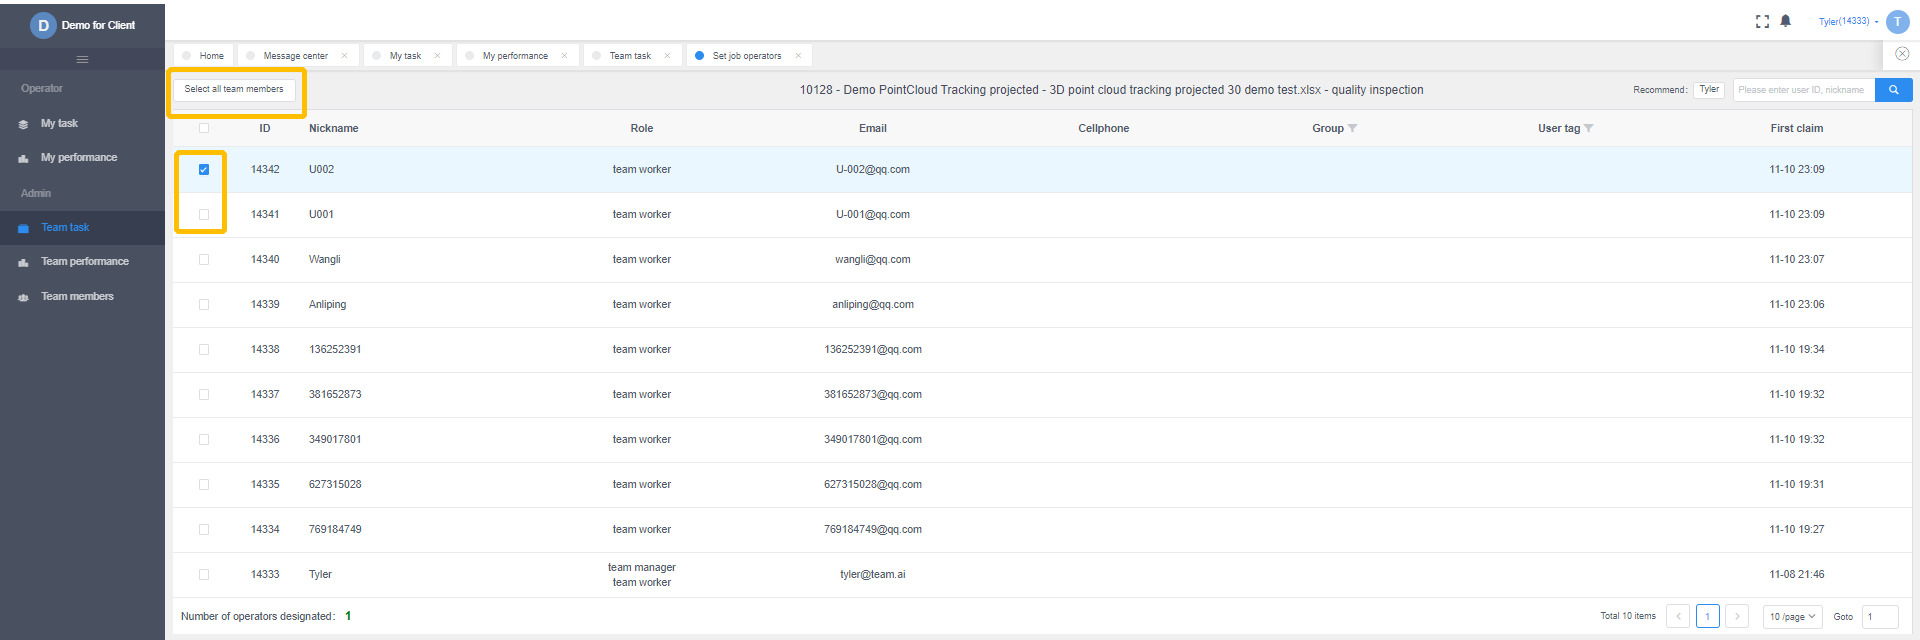 D Demo for Client
Tyler(14333) T
Operator
My task
My performance
Admin
Team task
Team performance
Team members
Home Message center My task My performance Team task Set job operators
Select all team members
10128 - Demo PointCloud Tracking projected - 3D point cloud tracking projected 30 demo test.xlsx - quality inspection
Recommend: Tyler Please enter user ID, nickname
ID Nickname Role Email Cellphone Group User tag First claim
14342 U002 team worker U-002@qq.com 11-10 23:09
14341 U001 team worker U-001@qq.com 11-10 23:09
14340 Wangli team worker wangli@qq.com 11-10 23:07
14339 Anliping team worker anliping@qq.com 11-10 23:06
14338 136252391 team worker 136252391@qq.com 11-10 19:34
14337 381652873 team worker 381652873@qq.com 11-10 19:32
14336 349017801 team worker 349017801@qq.com 11-10 19:32
14335 627315028 team worker 627315028@qq.com 11-10 19:31
14334 769184749 team worker 769184749@qq.com 11-10 19:27
14333 Tyler team manager tyler@team.ai 11-08 21:46
team worker
Number of operators designated: 1
Total 10 items 1 10 /page Goto 1